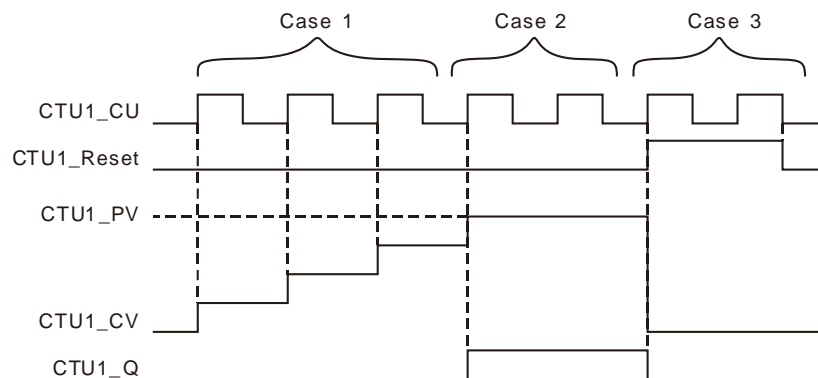 Case 1 Case 2 Case 3
CTU1_CU
CTU1_Reset
CTU1_PV
CTU1_CV
CTU1_Q